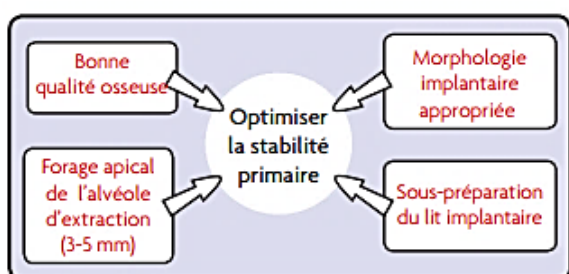 Bonne
qualité osseuse
Morphologie
implantaire
appropriée
Optimiser
la stabilité
primaire
Forage apical
de l'alvéole
d'extraction
(3-5 mm)
Sous-préparation
du lit implantaire